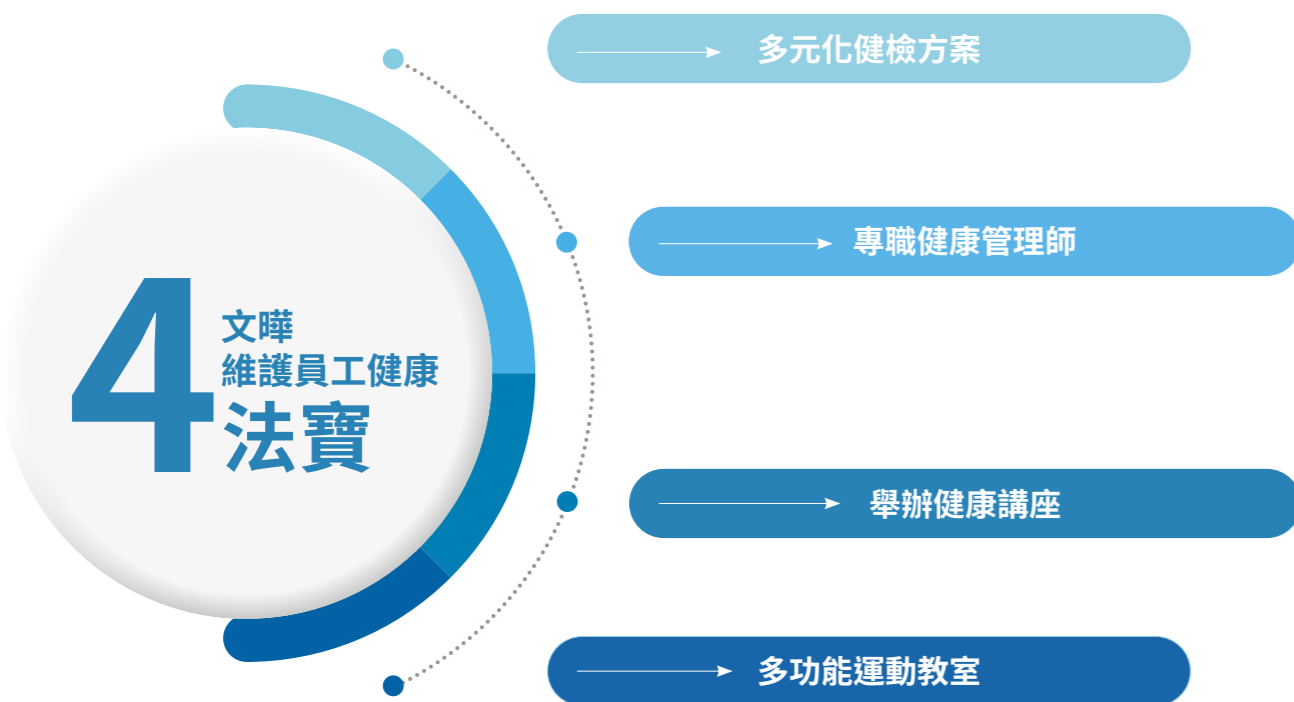 4
文曄
維護員工健康
法寶
多元化健檢方案
專職健康管理師
舉辦健康講座
多功能運動教室